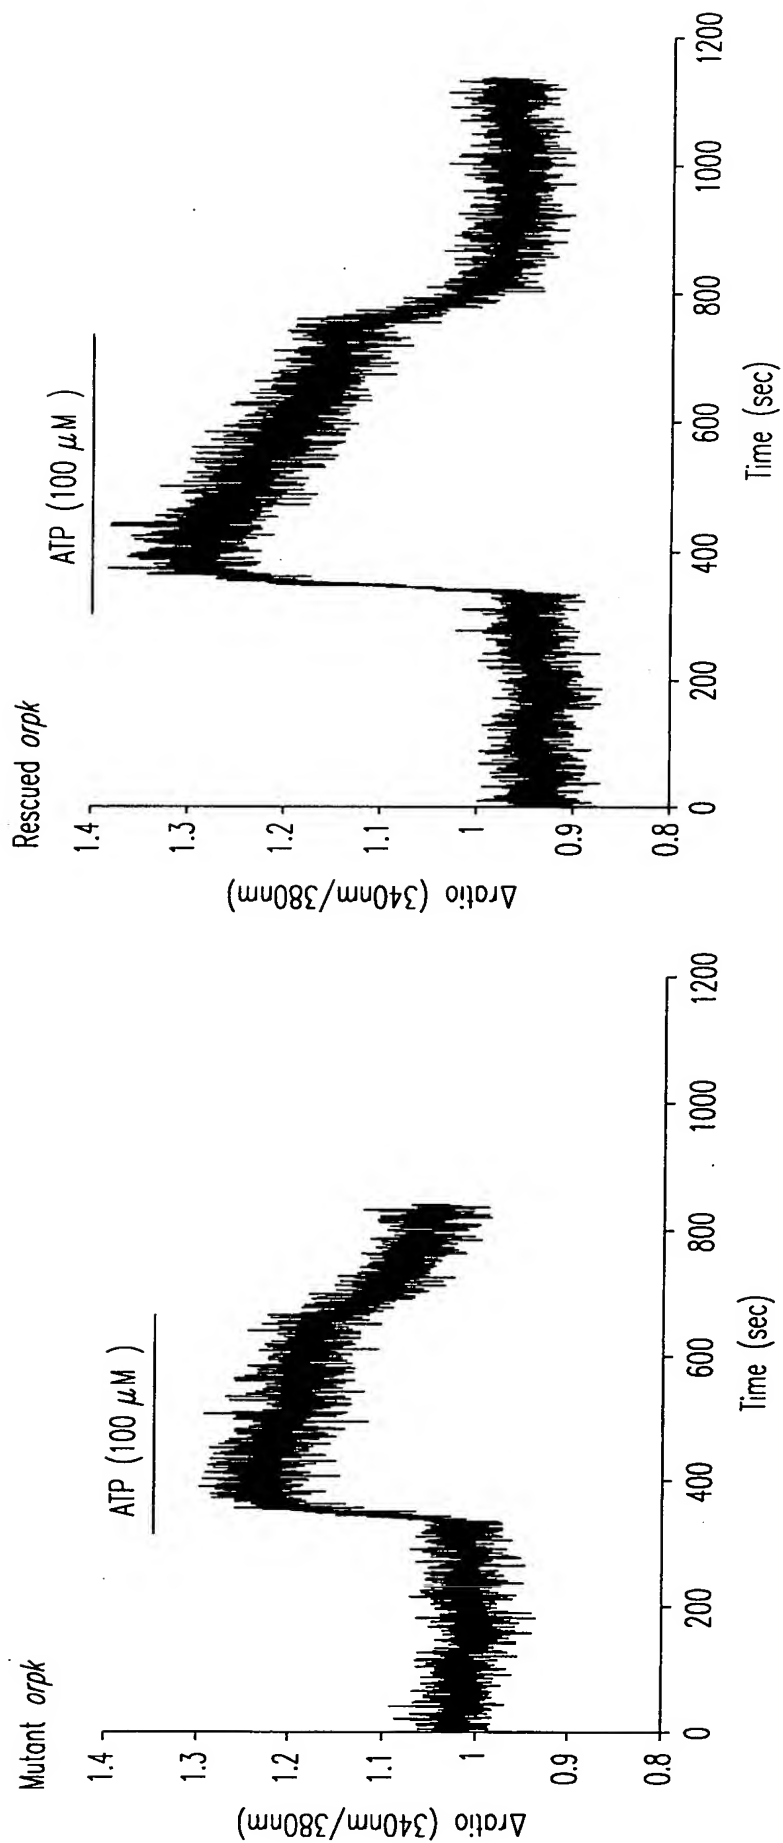 Mutant orpk
ATP (100 μM )
Δratio (340nm/380nm)
1.4
1.3
1.2
1.1
1
0.9
0.8
0 200 400 600 800 1000 1200
Time (sec)
Rescued orpk
ATP (100 μM )
Δratio (340nm/380nm)
1.4
1.3
1.2
1.1
1
0.9
0.8
0 200 400 600 800 1000 1200
Time (sec)